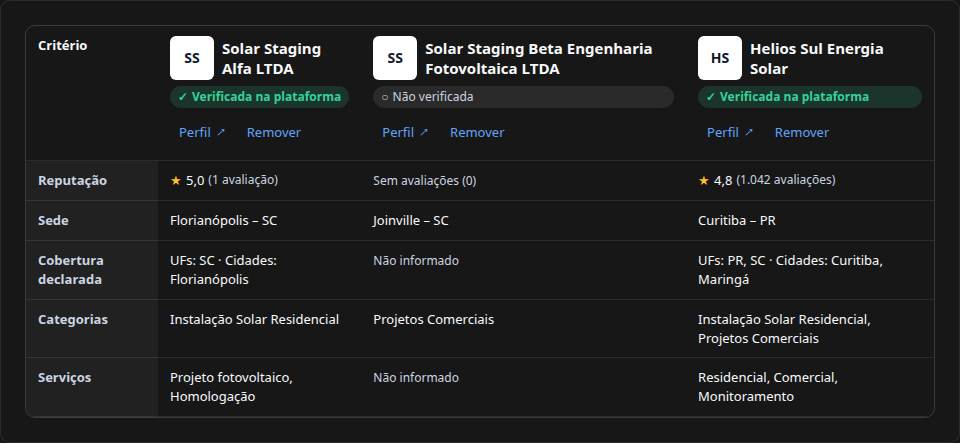 Critério
SS
Solar Staging
Alfa LTDA
✓ Verificada na plataforma
Perfil ↗ Remover
SS
Solar Staging Beta Engenharia
Fotovoltaica LTDA
○ Não verificada
Perfil ↗ Remover
HS
Helios Sul Energia
Solar
✓ Verificada na plataforma
Perfil ↗ Remover
Reputação
★ 5,0 (1 avaliação)
Sem avaliações (0)
★ 4,8 (1.042 avaliações)
Sede
Florianópolis – SC
Joinville – SC
Curitiba – PR
Cobertura
declarada
UFs: SC · Cidades:
Florianópolis
Não informado
UFs: PR, SC · Cidades: Curitiba,
Maringá
Categorias
Instalação Solar Residencial
Projetos Comerciais
Instalação Solar Residencial,
Projetos Comerciais
Serviços
Projeto fotovoltaico,
Homologação
Não informado
Residencial, Comercial,
Monitoramento